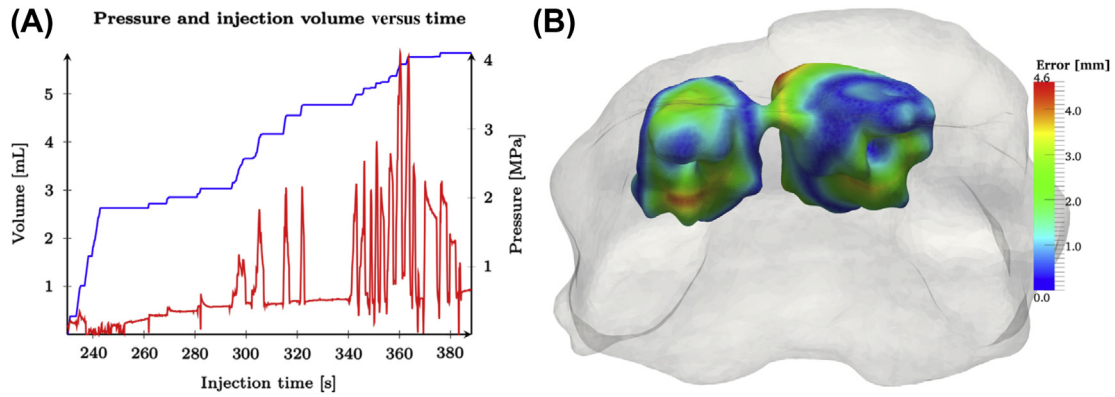 (A)
Pressure and injection volume versus time
Volume [mL]
5
4
3
2
1
4
3
2
1
Pressure [MPa]
240 260 280 300 320 340 360 380
Injection time [s]
(B)
Error [mm]
4.6
4.0
3.0
2.0
1.0
0.0